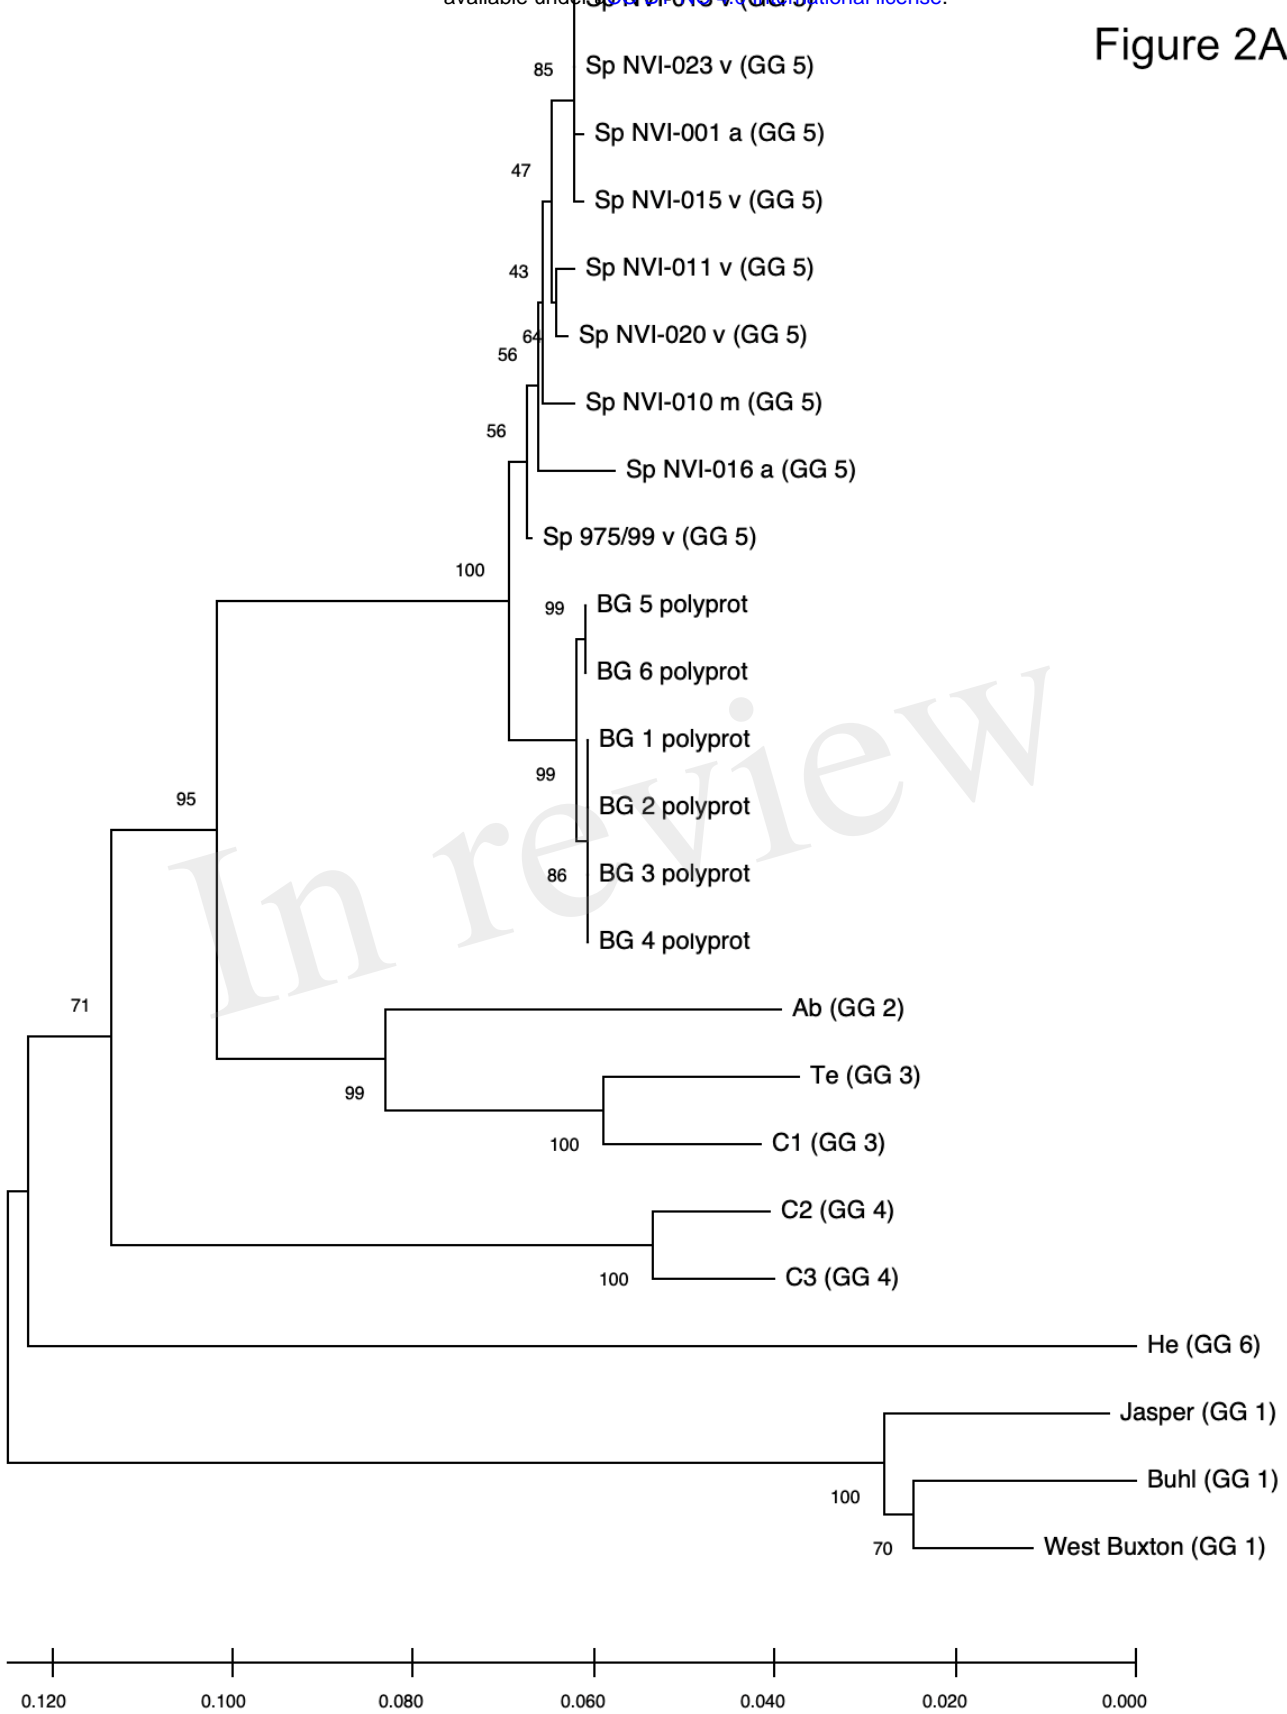 Figure 2A
85
Sp NVI-023 v (GG 5)
Sp NVI-001 a (GG 5)
47
Sp NVI-015 v (GG 5)
43
Sp NVI-011 v (GG 5)
64
Sp NVI-020 v (GG 5)
56
Sp NVI-010 m (GG 5)
56
Sp NVI-016 a (GG 5)
Sp 975/99 v (GG 5)
100
99
BG 5 polyprot
BG 6 polyprot
BG 1 polyprot
99
95
BG 2 polyprot
86
BG 3 polyprot
BG 4 polyprot
In review
71
Ab (GG 2)
Te (GG 3)
99
100
C1 (GG 3)
C2 (GG 4)
100
C3 (GG 4)
He (GG 6)
Jasper (GG 1)
Buhl (GG 1)
100
70
West Buxton (GG 1)
0.120 0.100 0.080 0.060 0.040 0.020 0.000